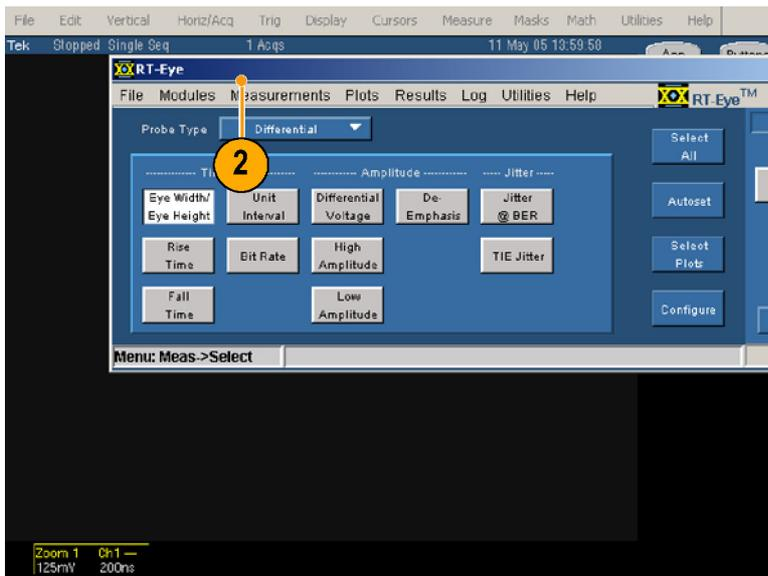 File Edit Vertical Horiz/Acq Trig Display Cursors Measure Masks Math Utilities Help
Tek Stopped Single Seq 1 Acqs 11 May 05 13:59:58
RT-Eye
File Modules Measurements Plots Results Log Utilities Help RT-Eye™
Probe Type Differential
Select
All
2
Amplitude
Jitter
Eye Width/
Eye Height
Unit
Interval
Differential
Voltage
De-
Emphasis
Jitter
@ BER
Autoset
Rise
Time
Bit Rate
High
Amplitude
TIE Jitter
Select
Plots
Fall
Time
Low
Amplitude
Configure
Menu: Meas->Select
Zoom 1 Ch1
125mV 200ns